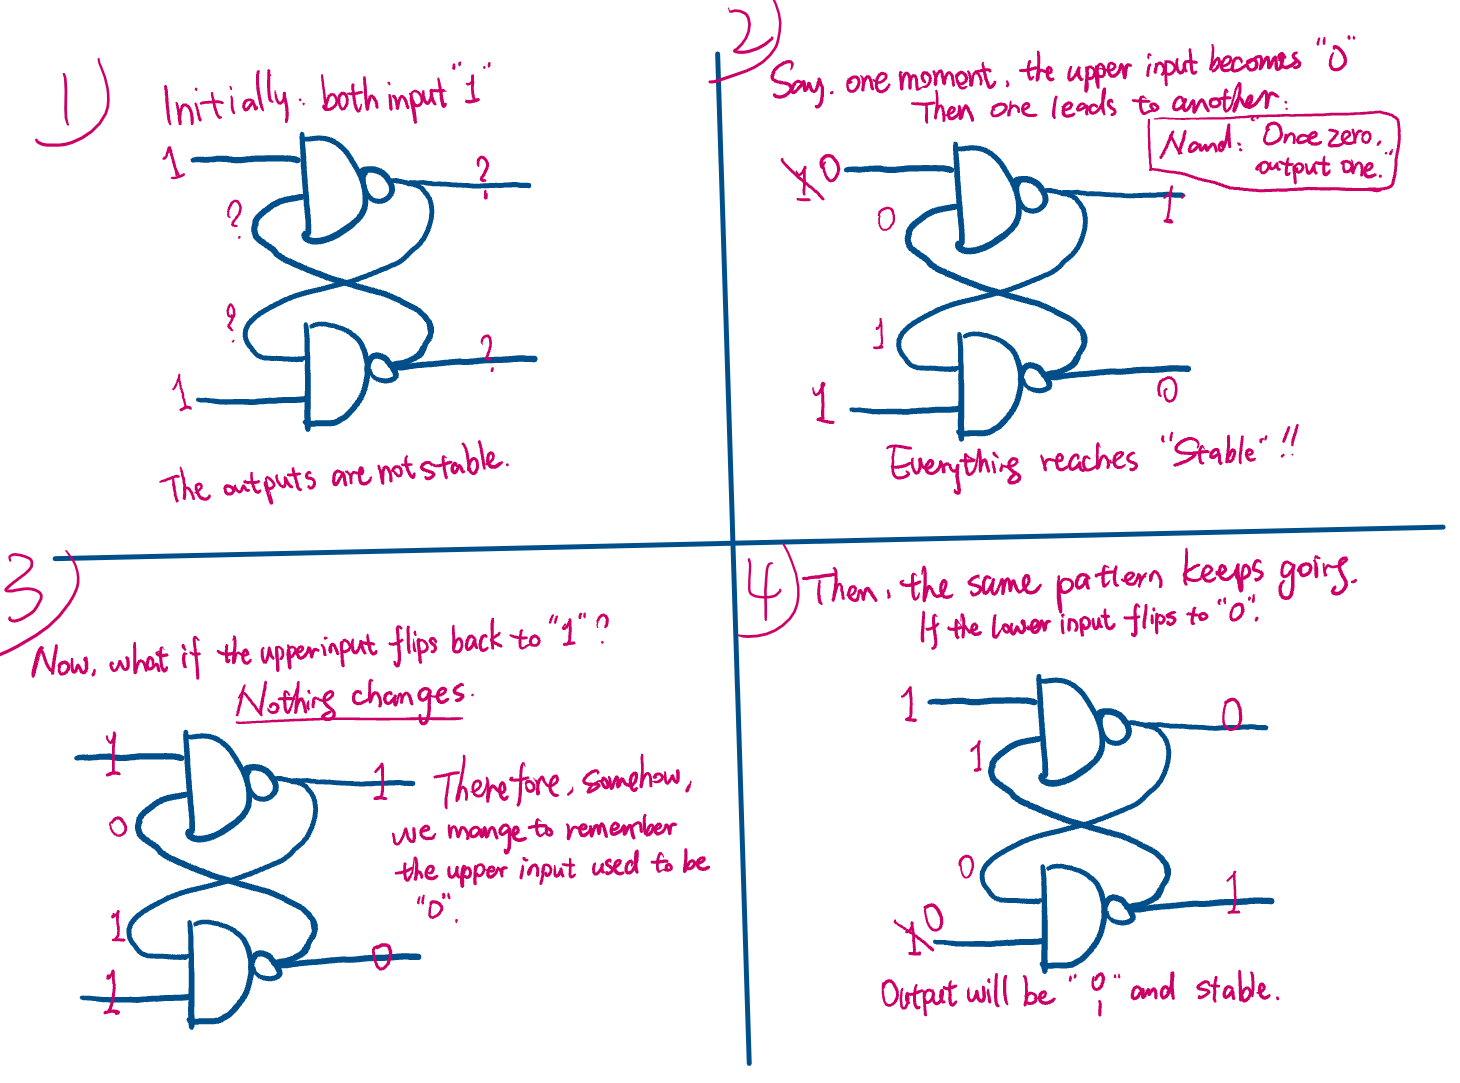 1)
Initially: both input "1"
1
?
?
?
?
1
The outputs are not stable.
2)
Say, one moment, the upper input becomes "0"
Then one leads to another:
Nand: "Once zero,
output one."
1 0
0
1
1
1
0
Everything reaches "Stable"!!
3)
Now, what if the upper input flips back to "1"?
Nothing changes.
1
0
1
1
1
0
Therefore, somehow,
we mange to remember
the upper input used to be
"0".
4)
Then, the same pattern keeps going.
If the lower input flips to "0".
1
0
1
0
1 0
1
Output will be "0
1" and stable.